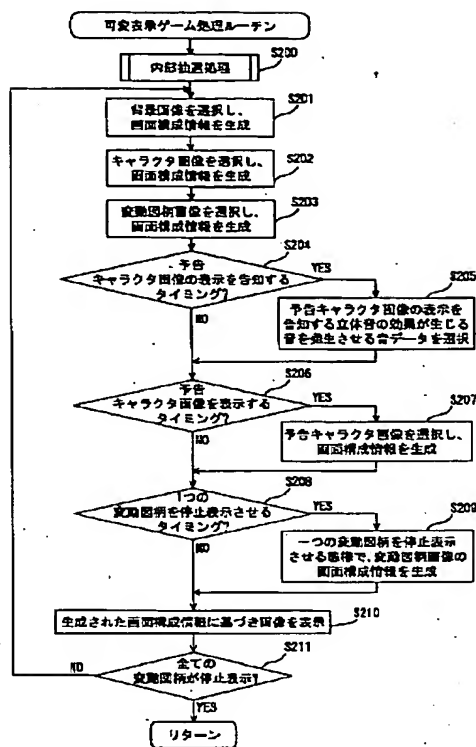 可変表示ゲーム処理ルーチン
S200
内部抽選処理
S201
背景画像を選択し、
画面構成情報を生成
S202
キャラクタ画像を選択し、
画面構成情報を生成
S203
変動図柄画像を選択し、
画面構成情報を生成
S204
予告
キャラクタ画像の表示を告知する
タイミング?
YES
NO
S205
予告キャラクタ画像の表示を
告知する立体音の効果が生じる
音を発生させる音データを選択
S206
予告
キャラクタ画像を表示する
タイミング?
YES
NO
S207
予告キャラクタ画像を選択し、
画面構成情報を生成
S208
1つの
変動図柄を停止表示させる
タイミング?
YES
NO
S209
一つの変動図柄を停止表示
させる態様で、変動図柄画像の
画面構成情報を生成
S210
生成された画面構成情報に基づき画像を表示
S211
全ての
変動図柄が停止表示?
NO
YES
リターン